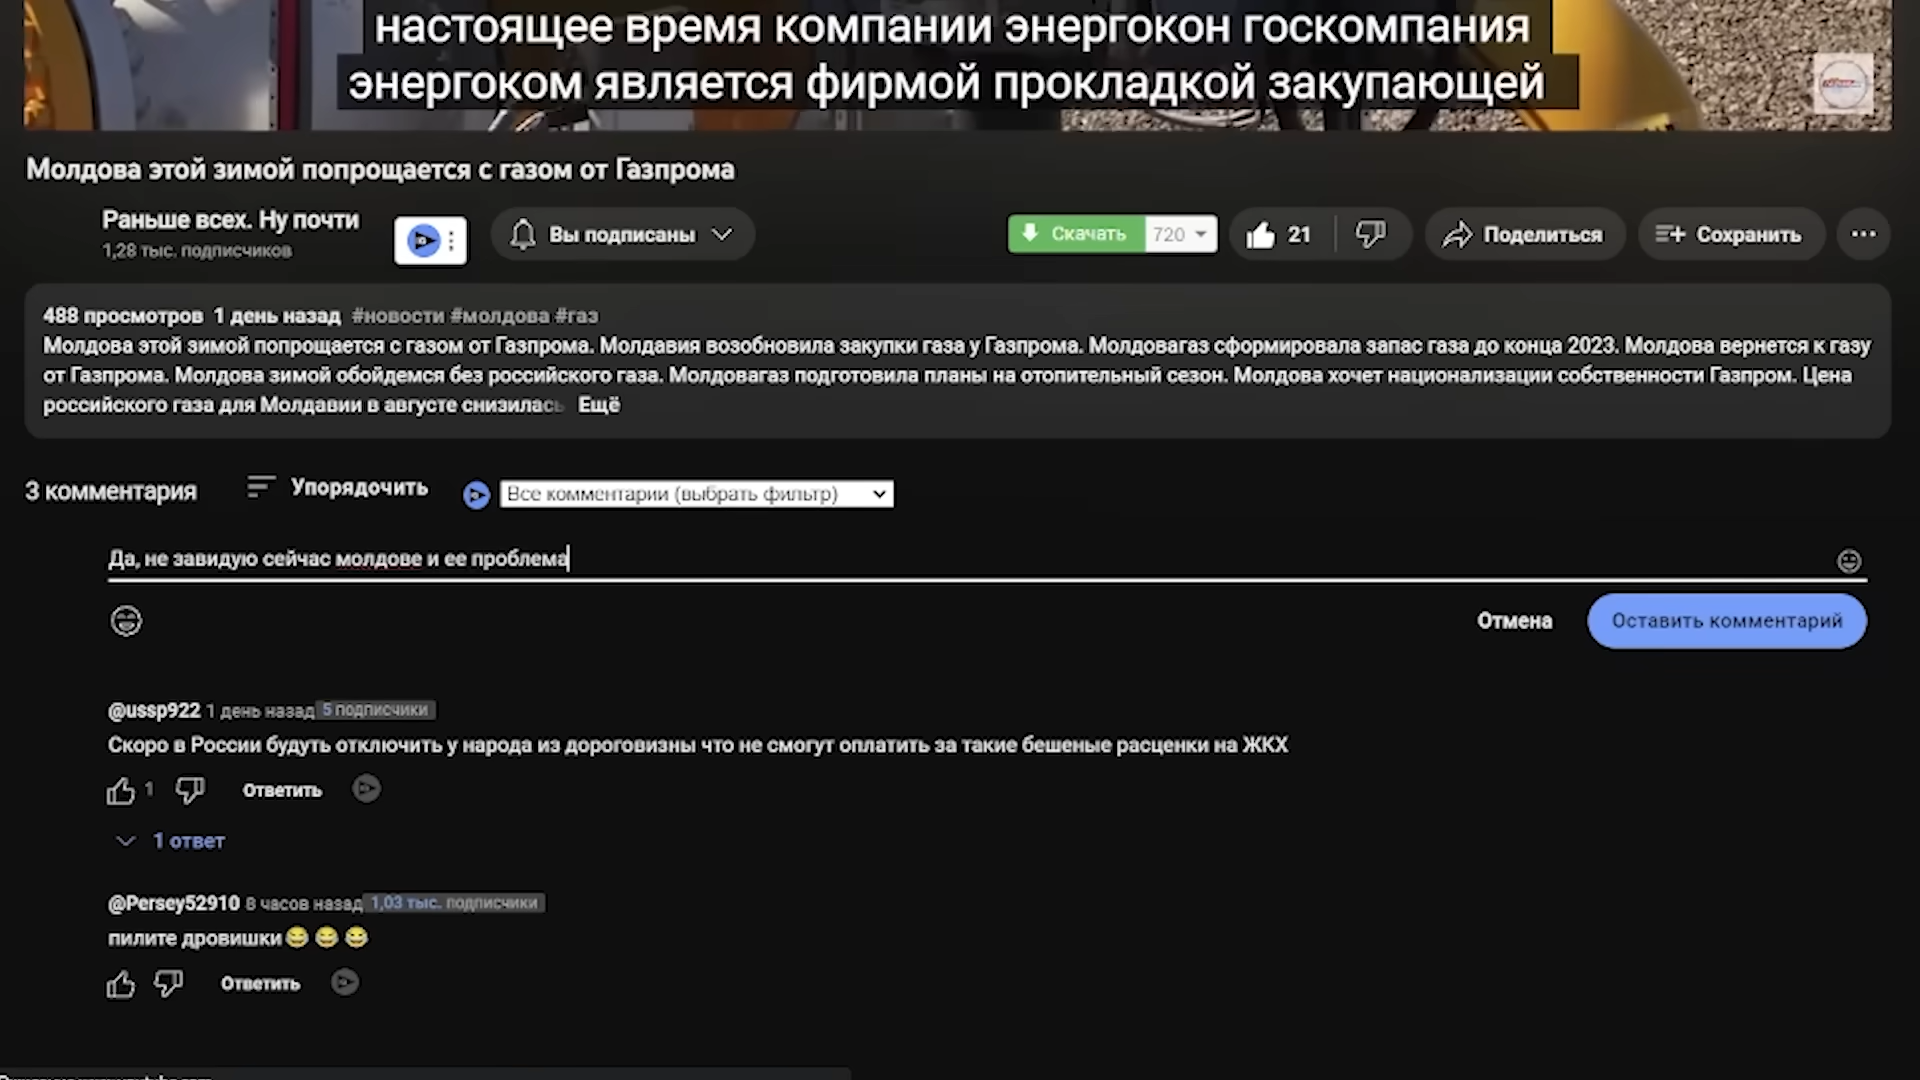 настоящее время компании энергокон госкомпания
энергоком является фирмой прокладкой закупающей
Молдова этой зимой попрощается с газом от Газпрома
Раньше всех. Ну почти
1,28 тыс. подписчиков
Вы подписаны
Скачать 720
21
Поделиться
Сохранить
488 просмотров 1 день назад #новости #молдова #газ
Молдова этой зимой попрощается с газом от Газпрома. Молдавия возобновила закупки газа у Газпрома. Молдовагаз сформировала запас газа до конца 2023. Молдова вернется к газу
от Газпрома. Молдова зимой обойдемся без российского газа. Молдовагаз подготовила планы на отопительный сезон. Молдова хочет национализации собственности Газпром. Цена
российского газа для Молдавии в августе снизилась Ещё
3 комментария Упорядочить Все комментарии (выбрать фильтр)
Да, не завидую сейчас молдове и ее проблема
Отмена Оставить комментарий
@ussp922 1 день назад 5 подписчики
Скоро в России будуть отключить у народа из дороговизны что не смогут оплатить за такие бешеные расценки на ЖКХ
1 Ответить
1 ответ
@Persey52910 8 часов назад 1,03 тыс. подписчики
пилите дровишки😂 😂 😂
Ответить